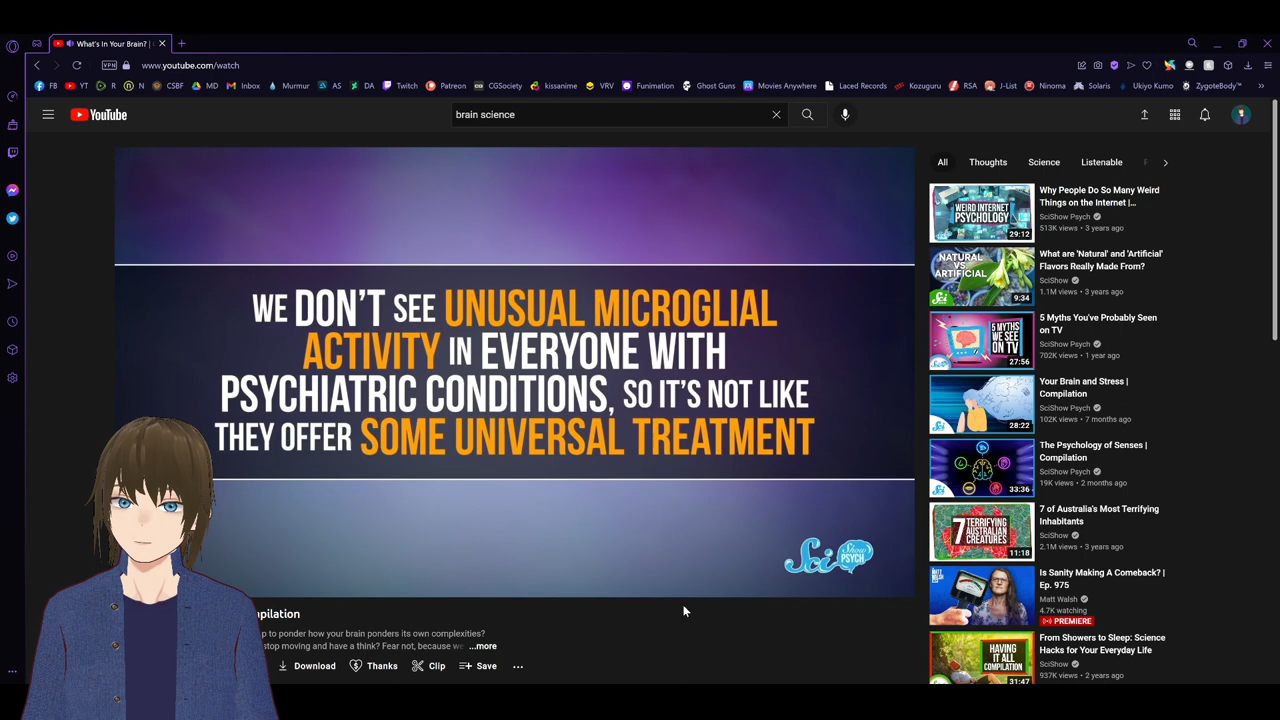 What's In Your Brain? |
VPN
www.youtube.com/watch
FB
YT
R
N
CSBF
MD
Inbox
Murmur
AS
DA
Twitch
Patreon
CGSociety
kissanime
VRV
Funimation
Ghost Guns
Movies Anywhere
Laced Records
Kozuguru
RSA
J-List
Ninoma
Solaris
Ukiyo Kumo
ZygoteBody™
YouTube
brain science
All
Thoughts
Science
Listenable
WE DON'T SEE UNUSUAL MICROGLIAL
ACTIVITY IN EVERYONE WITH
PSYCHIATRIC CONDITIONS, SO IT'S NOT LIKE
THEY OFFER SOME UNIVERSAL TREATMENT
Sci Show
PSYCH
mpilation
p to ponder how your brain ponders its own complexities?
stop moving and have a think? Fear not, because we
...more
Download
Thanks
Clip
Save
WEIRD INTERNET
PSYCHOLOGY
29:12
Why People Do So Many Weird
Things on the Internet |...
SciShow Psych
513K views • 3 years ago
NATURAL
VS.
ARTIFICIAL
9:34
What are 'Natural' and 'Artificial'
Flavors Really Made From?
SciShow
1.1M views • 3 years ago
5 MYTHS
WE SEE
ON TV
27:56
5 Myths You've Probably Seen
on TV
SciShow Psych
702K views • 1 year ago
28:22
Your Brain and Stress |
Compilation
SciShow Psych
102K views • 7 months ago
33:36
The Psychology of Senses |
Compilation
SciShow Psych
19K views • 2 months ago
7 TERRIFYING
AUSTRALIAN
CREATURES
11:18
7 of Australia's Most Terrifying
Inhabitants
SciShow
2.1M views • 3 years ago
Is Sanity Making A Comeback? |
Ep. 975
Matt Walsh
4.7K watching
PREMIERE
HAVING
IT ALL
COMPILATION
31:47
From Showers to Sleep: Science
Hacks for Your Everyday Life
SciShow
937K views • 2 years ago